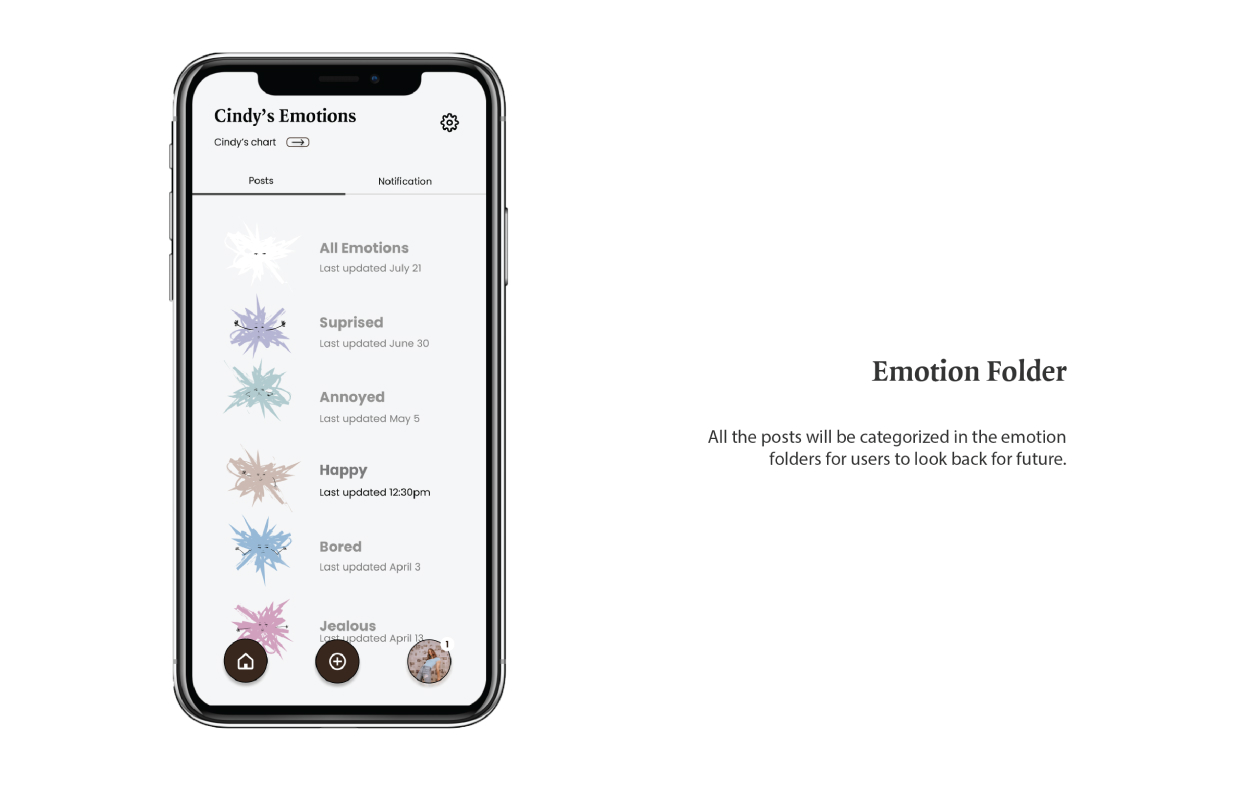 Cindy's Emotions
Cindy's chart
Posts
Notification
All Emotions
Last updated July 21
Suprised
Last updated June 30
Annoyed
Last updated May 5
Happy
Last updated 12:30pm
Bored
Last updated April 3
Jealous
Last updated April 13
1
Emotion Folder
All the posts will be categorized in the emotion
folders for users to look back for future.